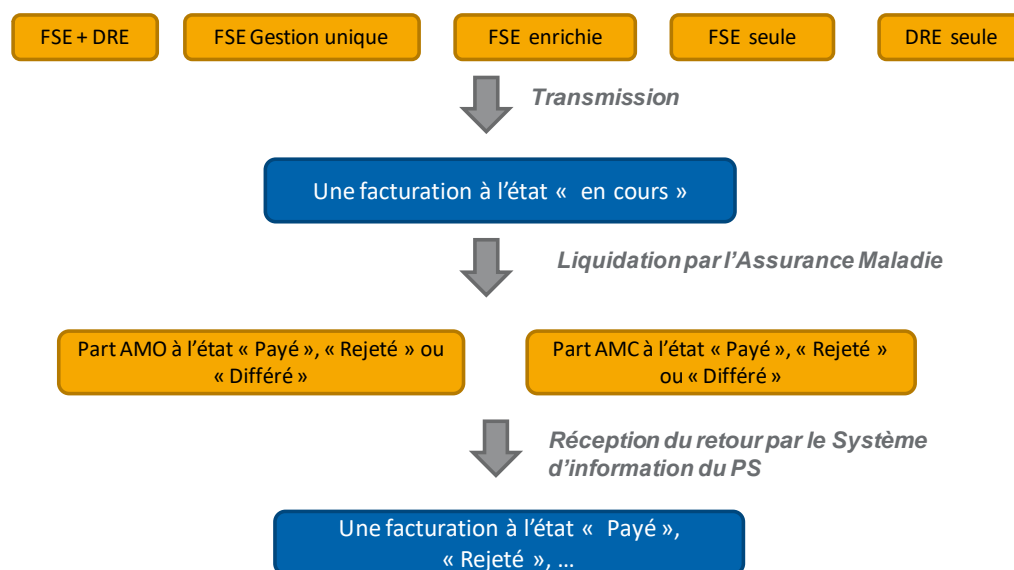 FSE + DRE
FSE Gestion unique
FSE enrichie
FSE seule
DRE seule
Transmission
Une facturation à l'état « en cours »
Liquidation par l'Assurance Maladie
Part AMO à l'état « Payé », « Rejeté » ou
« Différé »
Part AMC à l'état « Payé », « Rejeté »
ou « Différé »
Réception du retour par le Système
d'information du PS
Une facturation à l'état « Payé »,
« Rejeté », ...